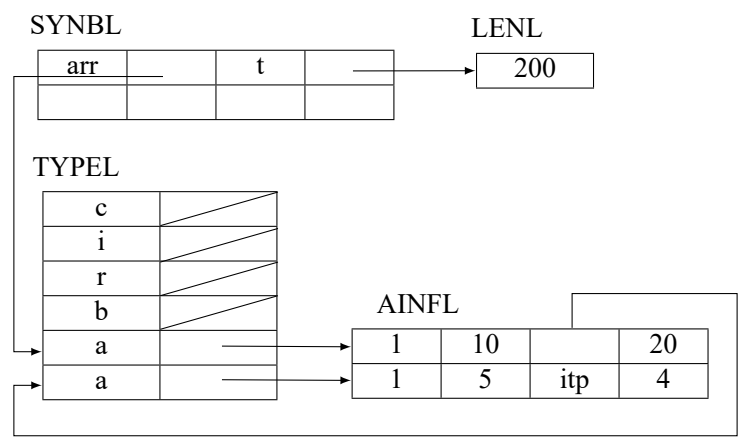 SYNBL
LENL
arr t
200
TYPEL
c
i
r
b
AINFL
a 1 10 20
a 1 5 itp 4